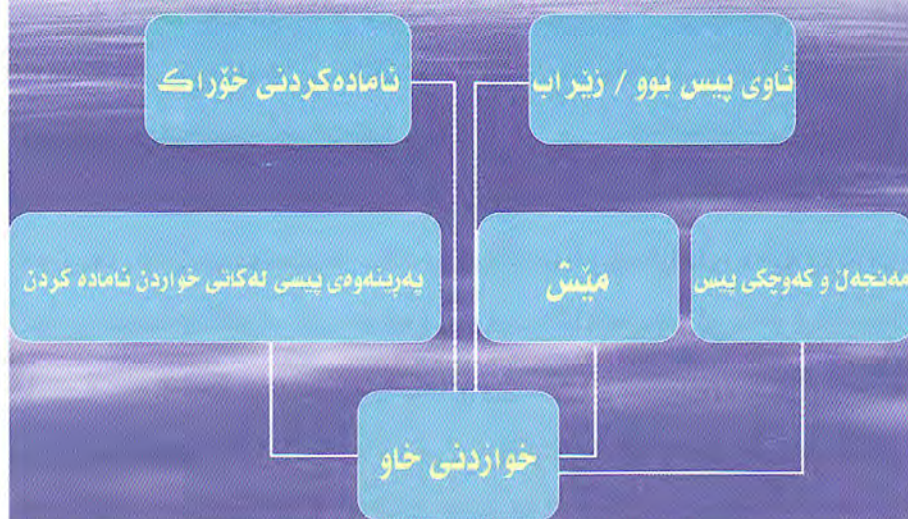 ئاوی پیس بوو / زێراب
ئامادەکردنی خۆراک
مەنجەڵ و کەوچکی پیس
مێش
پەرینەوەی پیسی لەکاتی خواردن ئامادە کردن
خواردنی خاو